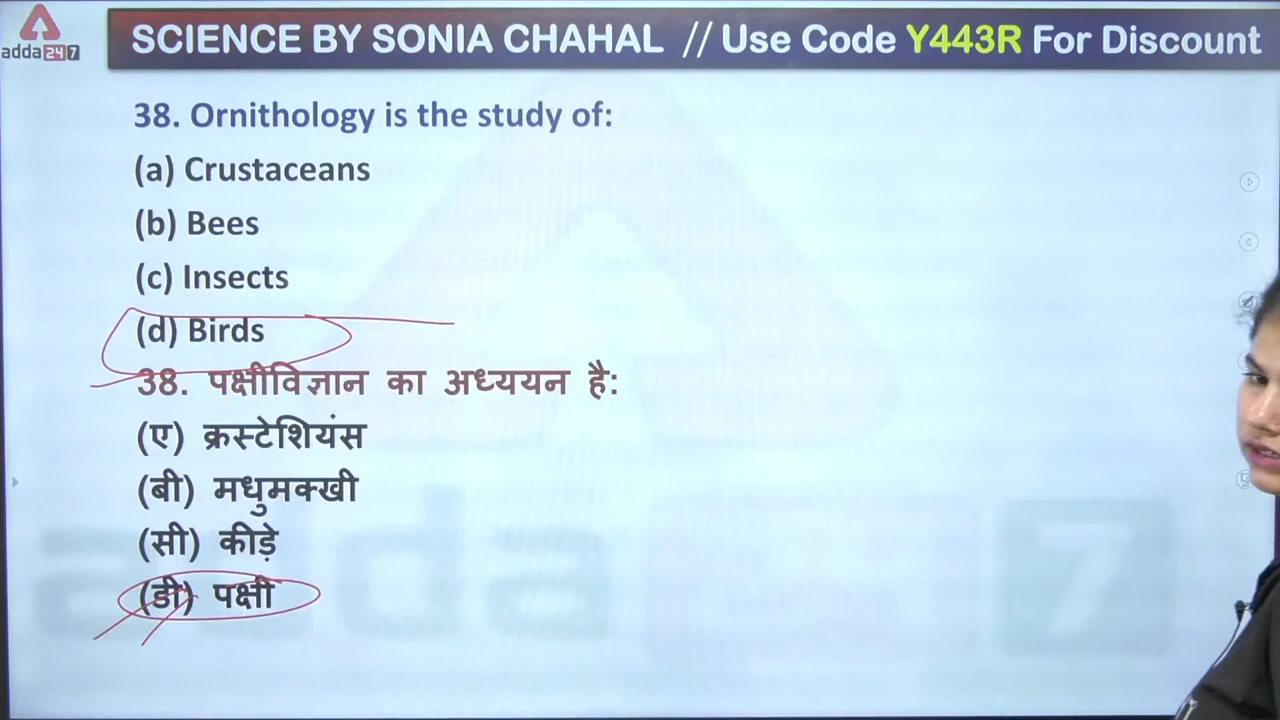 adda247
SCIENCE BY SONIA CHAHAL // Use Code Y443R For Discount
38. Ornithology is the study of:
(a) Crustaceans
(b) Bees
(c) Insects
(d) Birds
38. पक्षीविज्ञान का अध्ययन है:
(ए) क्रस्टेशियंस
(बी) मधुमक्खी
(सी) कीड़े
(डी) पक्षी
adda247